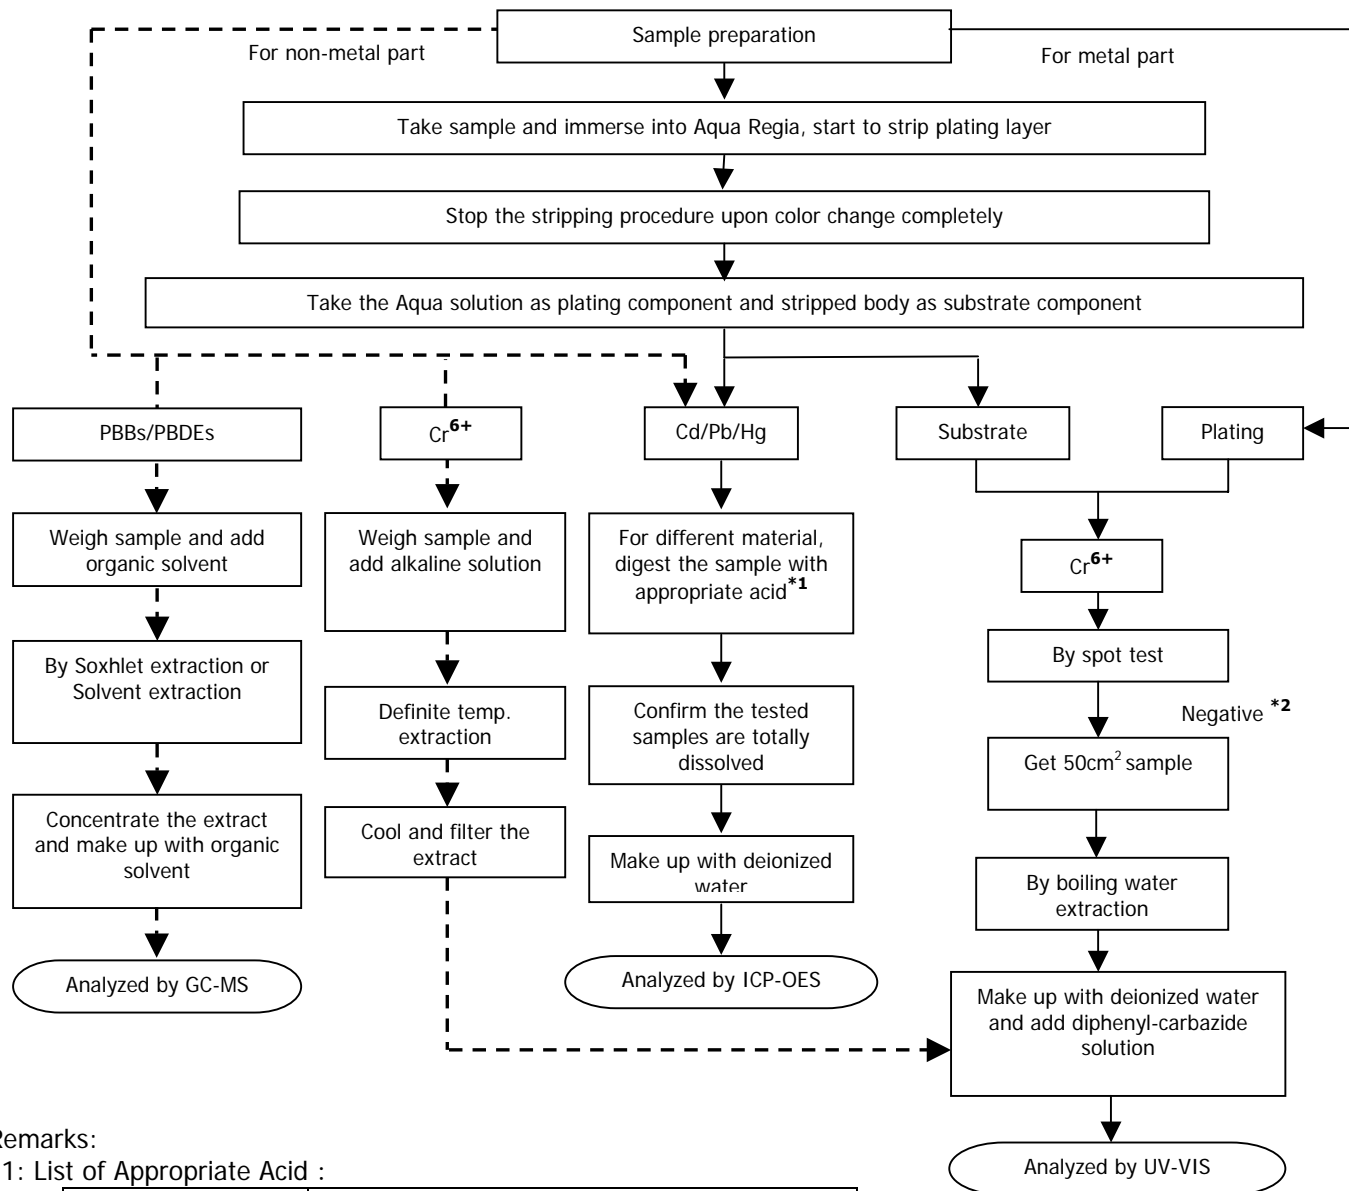 Sample preparation
For non-metal part
For metal part
Take sample and immerse into Aqua Regia, start to strip plating layer
Stop the stripping procedure upon color change completely
Take the Aqua solution as plating component and stripped body as substrate component
PBBs/PBDEs
Cr6+
Cd/Pb/Hg
Substrate
Plating
Weigh sample and add
organic solvent
Weigh sample and
add alkaline solution
For different material,
digest the sample with
appropriate acid*1
Cr6+
By spot test
By Soxhlet extraction or
Solvent extraction
Definite temp.
extraction
Confirm the tested
samples are totally
dissolved
Negative *2
Get 50cm2 sample
Concentrate the extract
and make up with organic
solvent
Cool and filter the
extract
Make up with deionized
water
By boiling water
extraction
Analyzed by GC-MS
Analyzed by ICP-OES
Make up with deionized water
and add diphenyl-carbazide
solution
Analyzed by UV-VIS
Remarks:
1: List of Appropriate Acid :